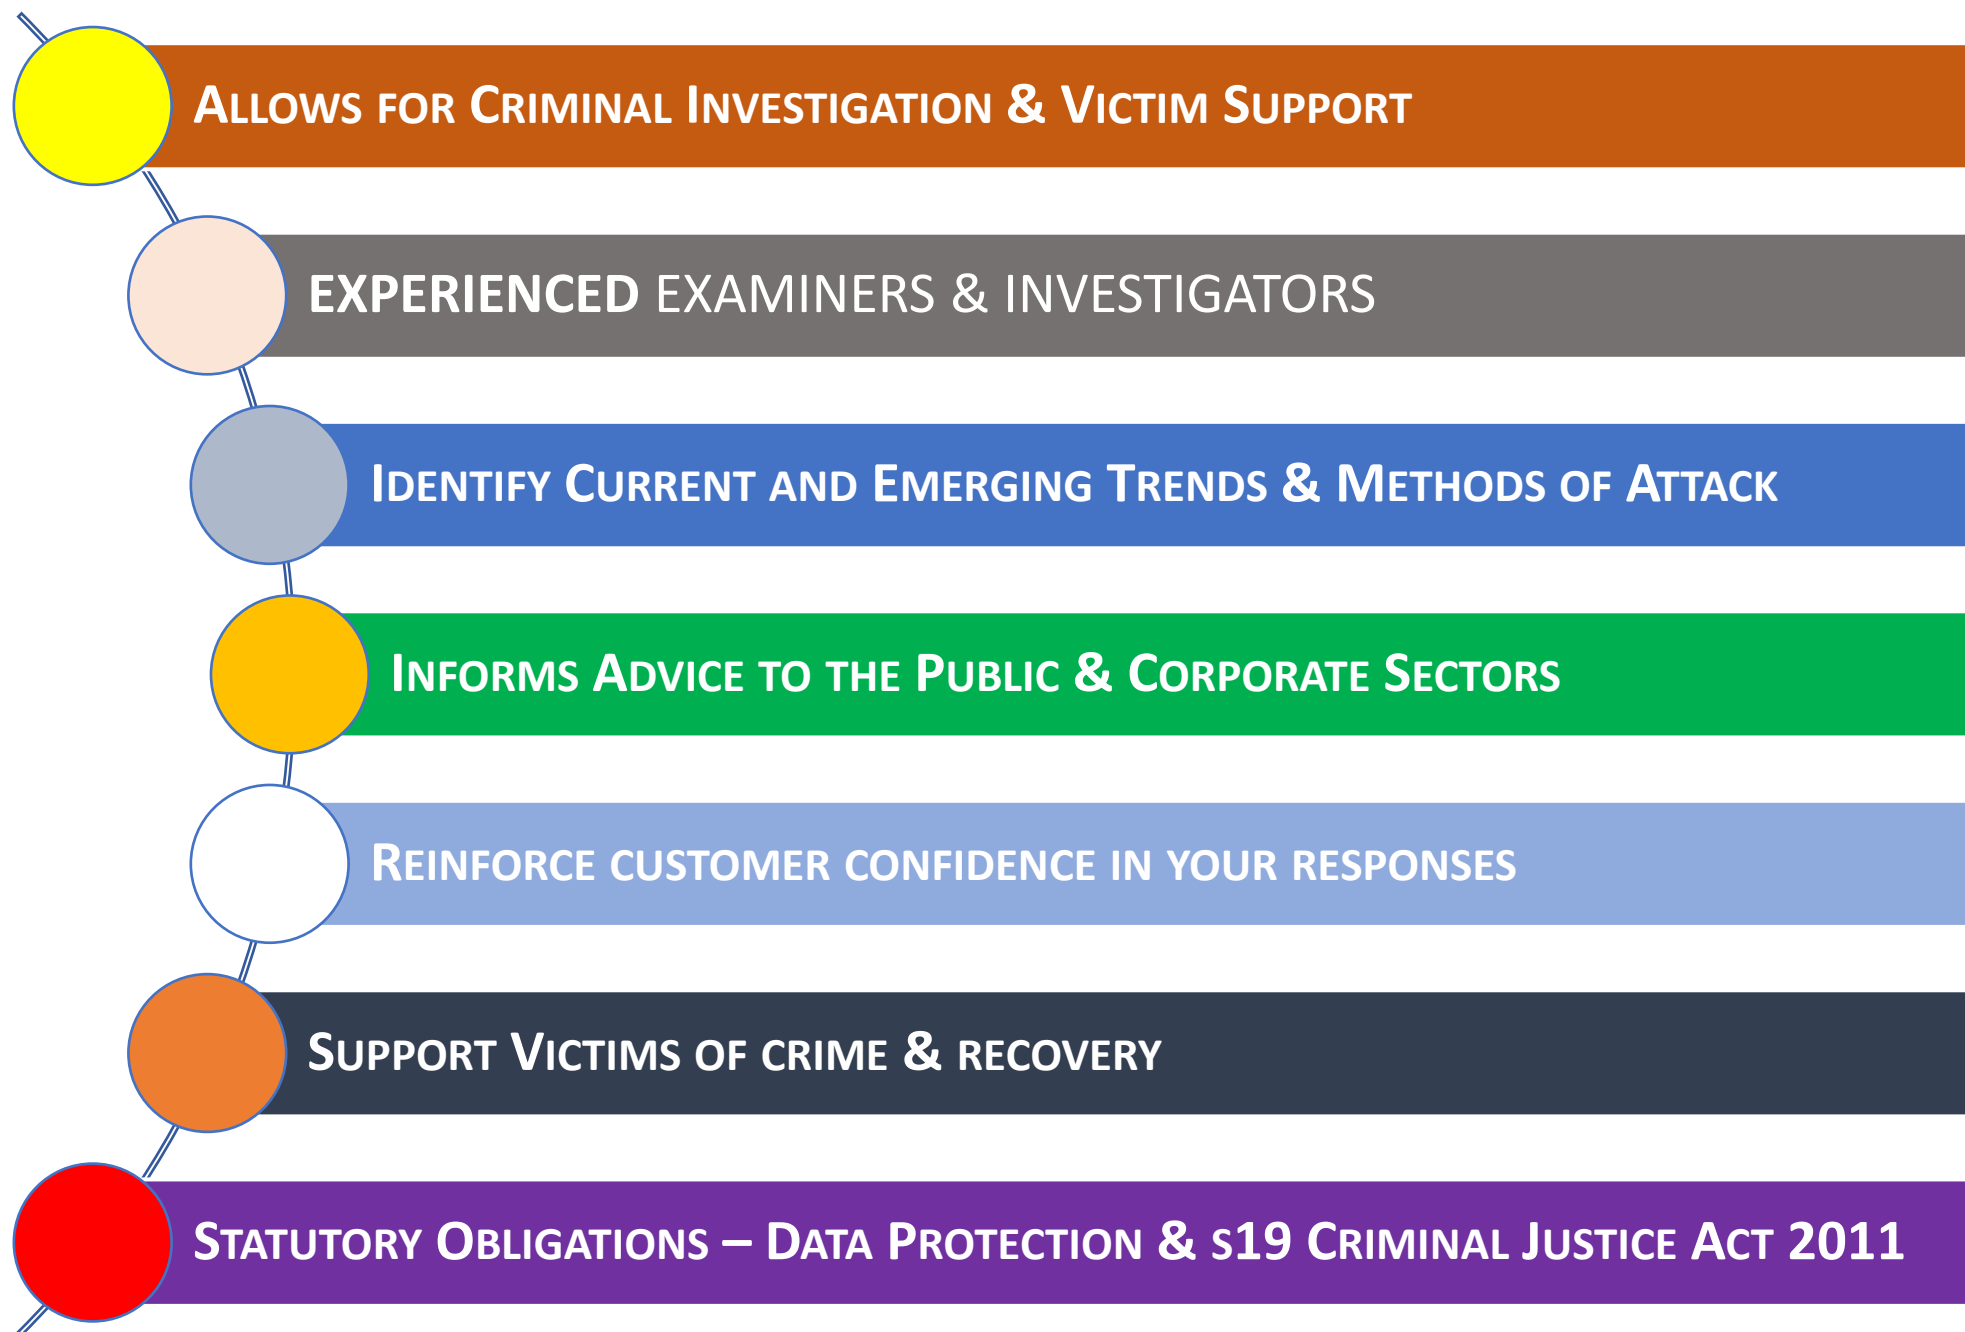 Allows for Criminal Investigation & Victim Support
EXPERIENCED EXAMINERS & INVESTIGATORS
Identify Current and Emerging Trends & Methods of Attack
Informs Advice to the Public & Corporate Sectors
Reinforce customer confidence in your responses
Support Victims of crime & recovery
Statutory Obligations – Data Protection & s19 Criminal Justice Act 2011